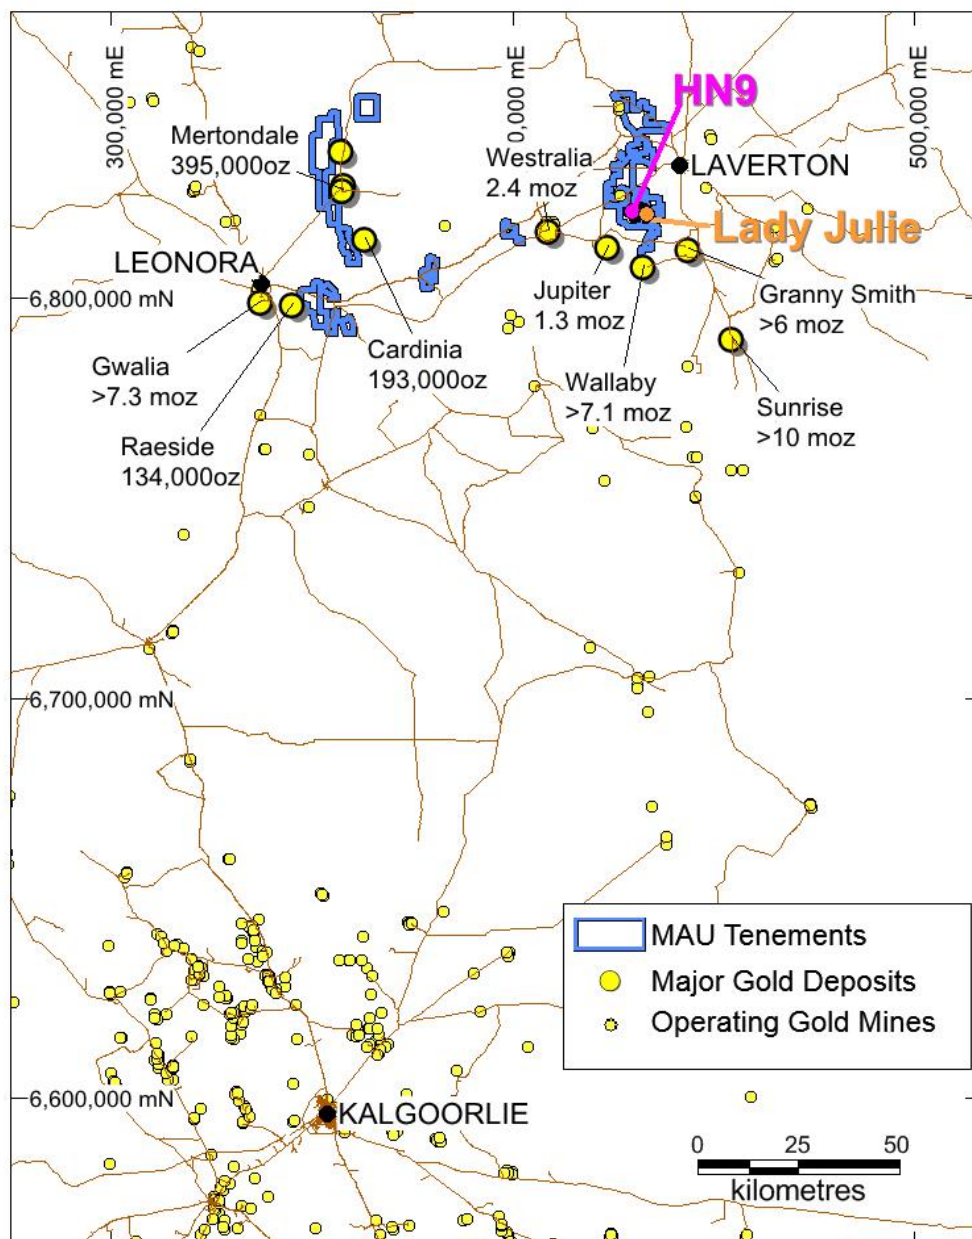 300,000 mE
0,000 mE
500,000 mE
HN9
Mertondale
395,000oz
Westralia
2.4 moz
LAVERTON
Lady Julie
LEONORA
6,800,000 mN
Jupiter
1.3 moz
Granny Smith
>6 moz
Gwalia
>7.3 moz
Cardinia
193,000oz
Wallaby
>7.1 moz
Sunrise
>10 moz
Raeside
134,000oz
6,700,000 mN
MAU Tenements
Major Gold Deposits
Operating Gold Mines
6,600,000 mN
KALGOORLIE
0 25 50
kilometres